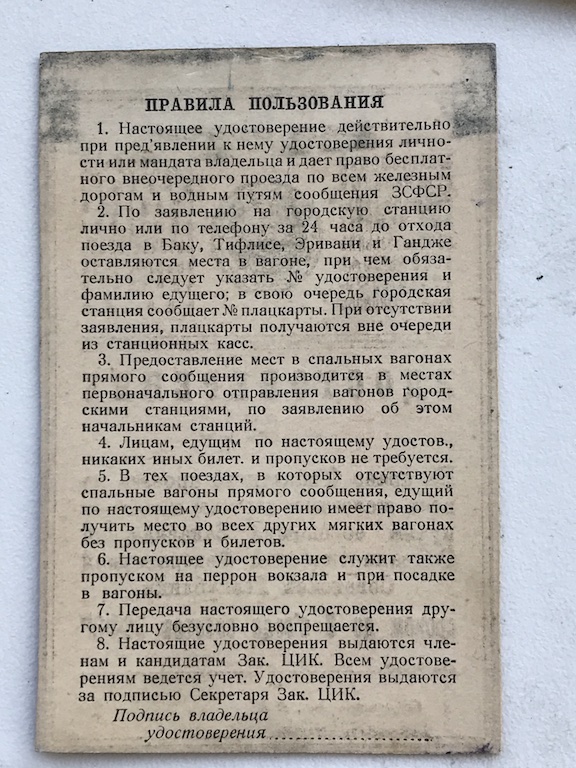 ПРАВИЛА ПОЛЬЗОВАНИЯ
1. Настоящее удостоверение действительно
при пред'явлении к нему удостоверения лично-
сти или мандата владельца и дает право бесплат-
ного внеочередного проезда по всем железным
дорогам и водным путям сообщения ЗСФСР.
2. По заявлению на городскую станцию
лично или по телефону за 24 часа до отхода
поезда в Баку, Тифлисе, Эривани и Гандже
оставляются места в вагоне, при чем обяза-
тельно следует указать № удостоверения и
фамилию едущего; в свою очередь городская
станция сообщает № плацкарты. При отсутствии
заявления, плацкарты получаются вне очереди
из станционных касс.
3. Предоставление мест в спальных вагонах
прямого сообщения производится в местах
первоначального отправления вагонов город-
скими станциями, по заявлению об этом
начальникам станций.
4. Лицам, едущим по настоящему удостов.,
никаких иных билет. и пропусков не требуется.
5. В тех поездах, в которых отсутствуют
спальные вагоны прямого сообщения, едущий
по настоящему удостоверению имеет право по-
лучить место во всех других мягких вагонах
без пропусков и билетов.
6. Настоящее удостоверение служит также
пропуском на перрон вокзала и при посадке
в вагоны.
7. Передача настоящего удостоверения дру-
гому лицу безусловно воспрещается.
8. Настоящие удостоверения выдаются чле-
нам и кандидатам Зак. ЦИК. Всем удостове-
рениям ведется учет. Удостоверения выдаются
за подписью Секретаря Зак. ЦИК.
Подпись владельца
удостоверения